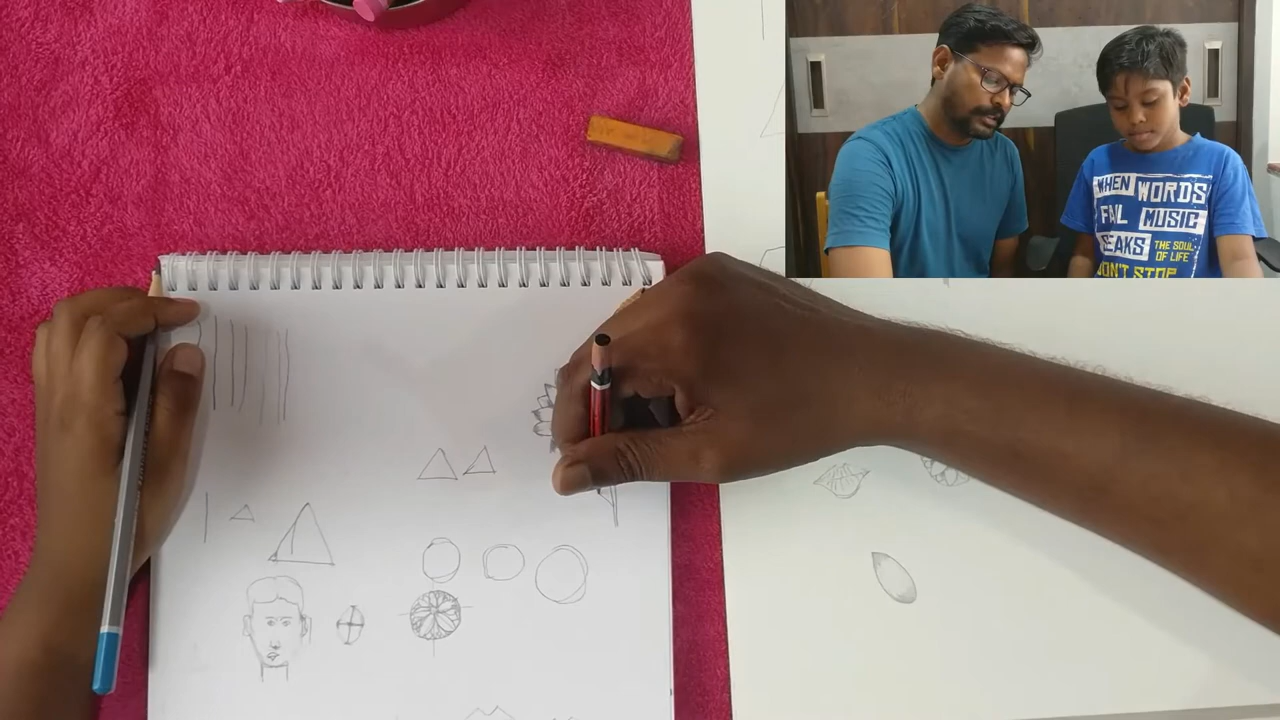 WHEN WORDS
FAIL MUSIC
SPEAKS THE SOUL
OF LIFE
DON'T STOP